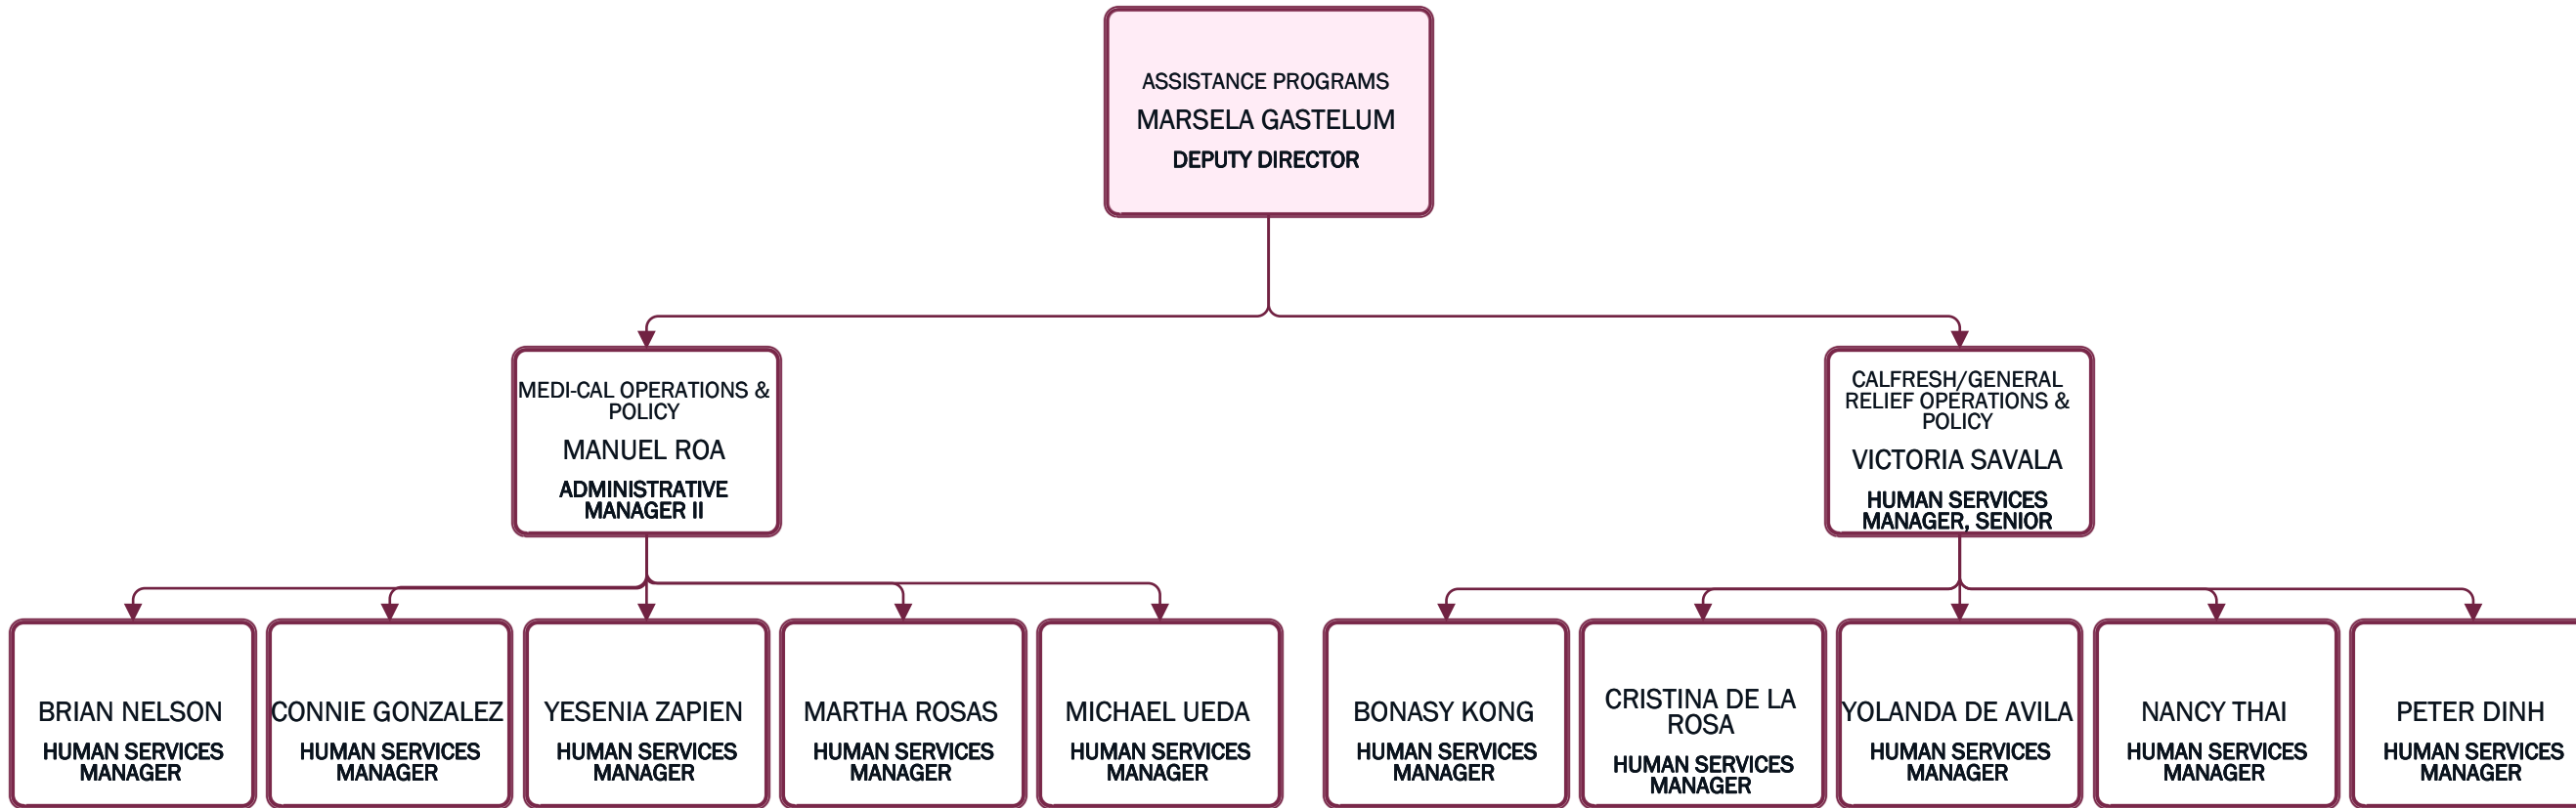 ASSISTANCE PROGRAMS
MARSELA GASTELUM
DEPUTY DIRECTOR
MEDI-CAL OPERATIONS &
POLICY
MANUEL ROA
ADMINISTRATIVE
MANAGER II
CALFRESH/GENERAL
RELIEF OPERATIONS &
POLICY
VICTORIA SAVALA
HUMAN SERVICES
MANAGER, SENIOR
BRIAN NELSON
HUMAN SERVICES
MANAGER
CONNIE GONZALEZ
HUMAN SERVICES
MANAGER
YESENIA ZAPIEN
HUMAN SERVICES
MANAGER
MARTHA ROSAS
HUMAN SERVICES
MANAGER
MICHAEL UEDA
HUMAN SERVICES
MANAGER
BONASY KONG
HUMAN SERVICES
MANAGER
CRISTINA DE LA
ROSA
HUMAN SERVICES
MANAGER
YOLANDA DE AVILA
HUMAN SERVICES
MANAGER
NANCY THAI
HUMAN SERVICES
MANAGER
PETER DINH
HUMAN SERVICES
MANAGER